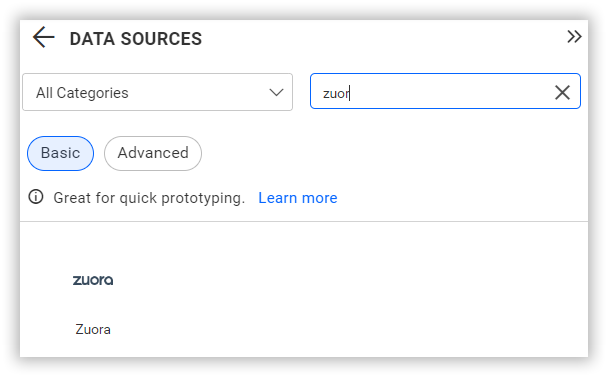 DATA SOURCES
All Categories
zuor
Basic Advanced
Great for quick prototyping. Learn more
zuora
Zuora